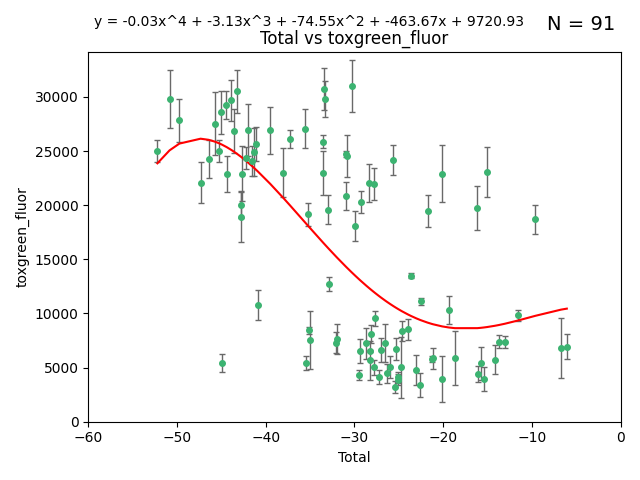 y = -0.03x^4 + -3.13x^3 + -74.55x^2 + -463.67x + 9720.93
N = 91
Total vs toxgreen_fluor
30000
25000
20000
15000
10000
5000
0
toxgreen_fluor
−60
−50
−40
−30
−20
−10
0
Total